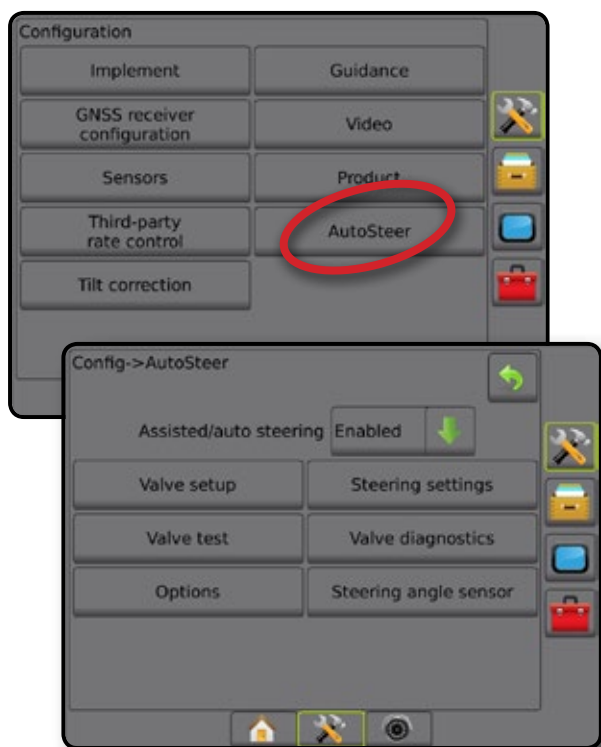 Configuration
Implement
Guidance
GNSS receiver
configuration
Video
Sensors
Product
Third-party
rate control
AutoSteer
Tilt correction
Config->AutoSteer
Assisted/auto steering Enabled
Valve setup
Steering settings
Valve test
Valve diagnostics
Options
Steering angle sensor